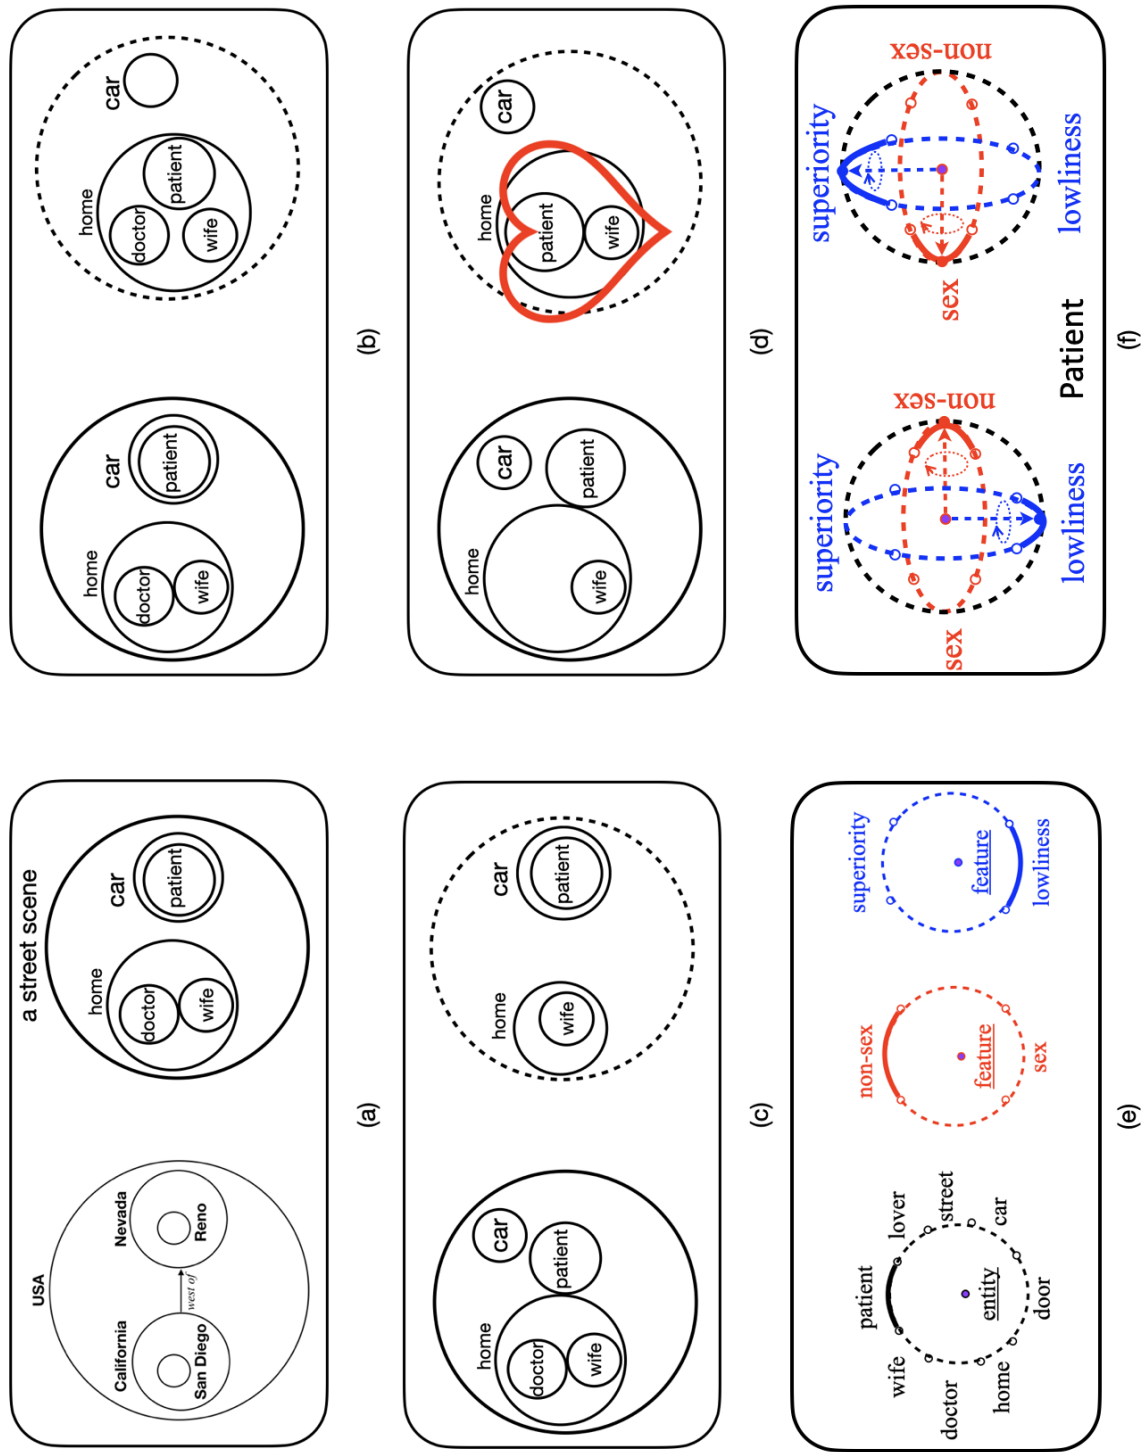 USA
California
San Diego
west of
Nevada
Reno
a street scene
home
doctor
wife
car
patient
(a)
home
doctor
wife
car
patient
home
doctor
wife
patient
car
(b)
home
doctor
wife
patient
car
home
wife
car
patient
(c)
home
wife
patient
car
home
patient
wife
car
(d)
patient
lover
street
car
door
home
doctor
wife
entity
non-sex
feature
sex
superiority
feature
lowliness
(e)
superiority
non-sex
sex
lowliness
superiority
non-sex
sex
lowliness
Patient
(f)